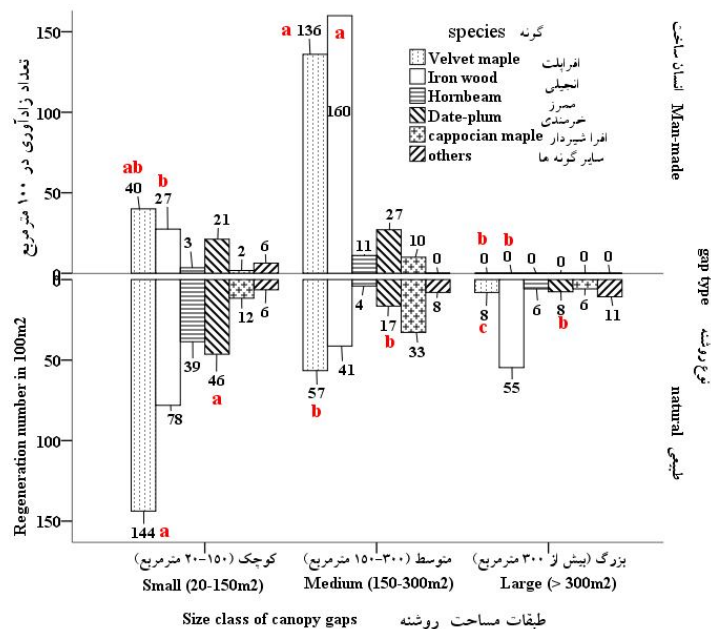 150
100
50
0
تعداد زادآوری در ۱۰۰ مترمربع
a 136
a
160
11
27
10
0
species گونه
Velvet maple افراپلت
Iron wood انجیلی
Hornbeam ممرز
Date-plum خرمندی
cappocian maple افرا شیردار
others سایر گونه ها
ab
40
b
27
3
21
2
6
b
0
b
0
0
0
0
0
انسان ساخت
Man-made
gap type
نوع روشنه
natural
طبیعی
0
50
100
150
Regeneration number in 100m2
144 a
78
39
46
a
12
6
57
b
41
4
17
b
33
8
8
c
55
6
8
b
6
11
کوچک (۱۵۰-۲۰ مترمربع)
متوسط (۳۰۰-۱۵۰ مترمربع)
بزرگ (بیش از ۳۰۰ مترمربع)
Small (20-150m2)
Medium (150-300m2)
Large (> 300m2)
Size class of canopy gaps طبقات مساحت روشنه